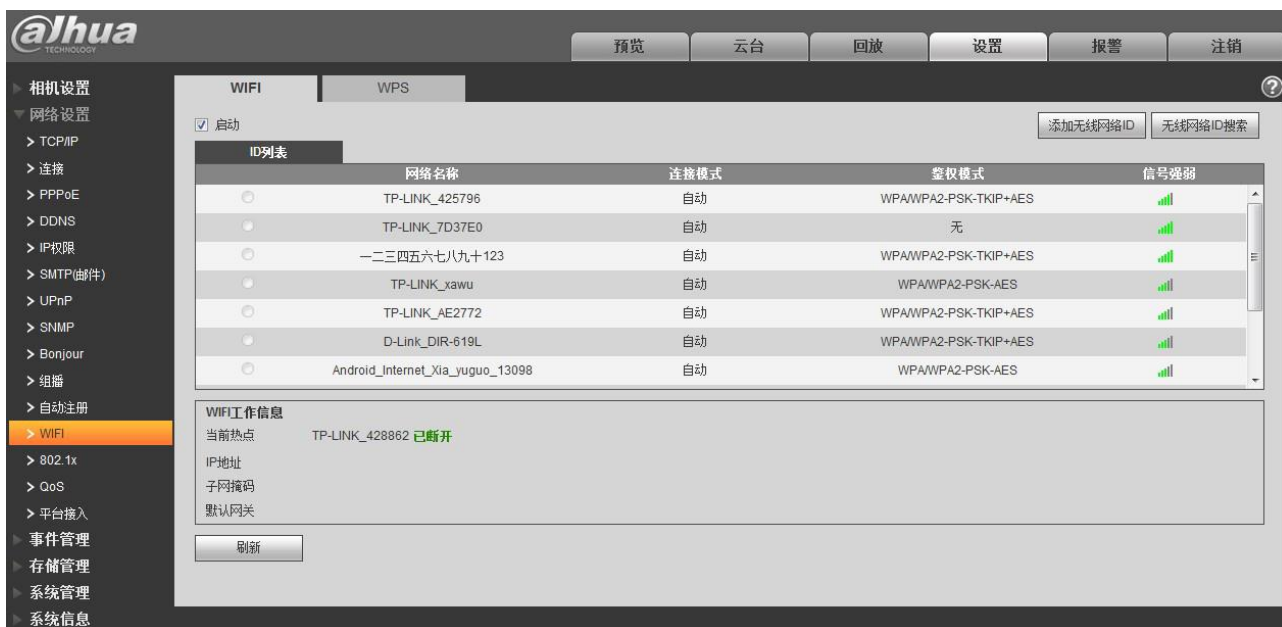 alhua
TECHNOLOGY
预览 云台 回放 设置 报警 注销
相机设置
网络设置
> TCP/IP
> 连接
> PPPoE
> DDNS
> IP权限
> SMTP(邮件)
> UPnP
> SNMP
> Bonjour
> 组播
> 自动注册
> WIFI
> 802.1x
> QoS
> 平台接入
事件管理
存储管理
系统管理
系统信息
WIFI WPS
?
启动 添加无线网络ID 无线网络ID搜索
ID列表
网络名称 连接模式 鉴权模式 信号强弱
TP-LINK_425796 自动 WPA/WPA2-PSK-TKIP+AES
TP-LINK_7D37E0 自动 无
一二三四五六七八九十123 自动 WPA/WPA2-PSK-TKIP+AES
TP-LINK_xawu 自动 WPA/WPA2-PSK-AES
TP-LINK_AE2772 自动 WPA/WPA2-PSK-TKIP+AES
D-Link_DIR-619L 自动 WPA/WPA2-PSK-TKIP+AES
Android_Internet_Xia_yuguo_13098 自动 WPA/WPA2-PSK-AES
WIFI工作信息
当前热点 TP-LINK_428862 已断开
IP地址
子网掩码
默认网关
刷新